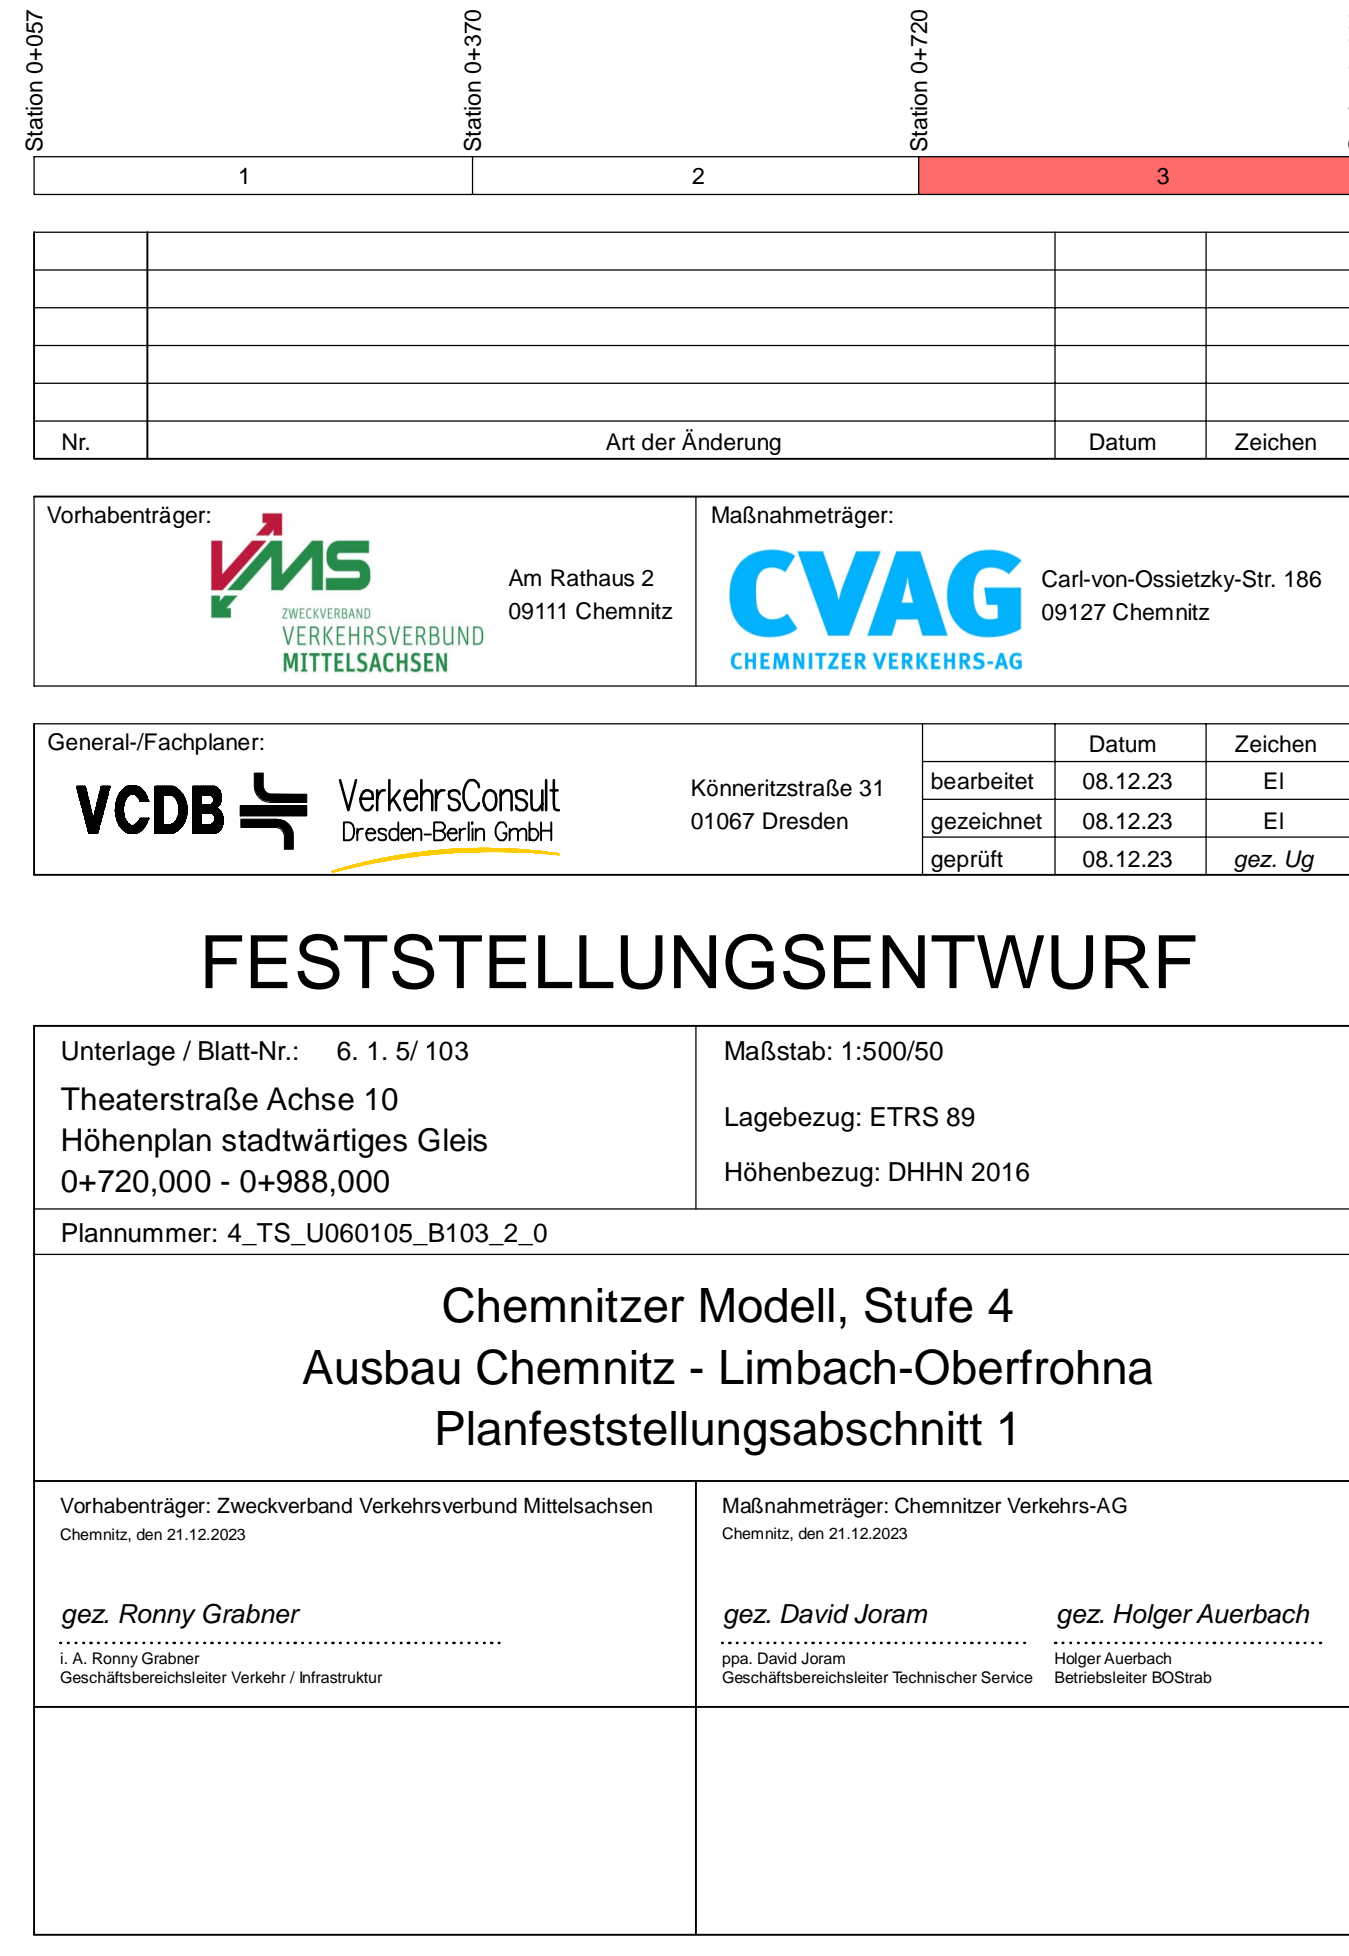 Station 0+057
Station 0+370
Station 0+720
1
2
3
Nr.
Art der Änderung
Datum
Zeichen
Vorhabenträger:
VMS
ZWECKVERBAND
VERKEHRSVERBUND
MITTELSACHSEN
Am Rathaus 2
09111 Chemnitz
Maßnahmeträger:
CVAG
CHEMNITZER VERKEHRS-AG
Carl-von-Ossietzky-Str. 186
09127 Chemnitz
General-/Fachplaner:
VCDB
VerkehrsConsult
Dresden-Berlin GmbH
Könneritzstraße 31
01067 Dresden
Datum
Zeichen
bearbeitet
08.12.23
El
gezeichnet
08.12.23
El
geprüft
08.12.23
gez. Ug
FESTSTELLUNGSENTWURF
Unterlage / Blatt-Nr.: 6. 1. 5/ 103
Theaterstraße Achse 10
Höhenplan stadtwärtiges Gleis
0+720,000 - 0+988,000
Maßstab: 1:500/50
Lagebezug: ETRS 89
Höhenbezug: DHHN 2016
Plannummer: 4_TS_U060105_B103_2_0
Chemnitzer Modell, Stufe 4
Ausbau Chemnitz - Limbach-Oberfrohna
Planfeststellungsabschnitt 1
Vorhabenträger: Zweckverband Verkehrsverbund Mittelsachsen
Chemnitz, den 21.12.2023
gez. Ronny Grabner
i. A. Ronny Grabner
Geschäftsbereichsleiter Verkehr / Infrastruktur
Maßnahmeträger: Chemnitzer Verkehrs-AG
Chemnitz, den 21.12.2023
gez. David Joram
ppa. David Joram
Geschäftsbereichsleiter Technischer Service
gez. Holger Auerbach
Holger Auerbach
Betriebsleiter BOStrab